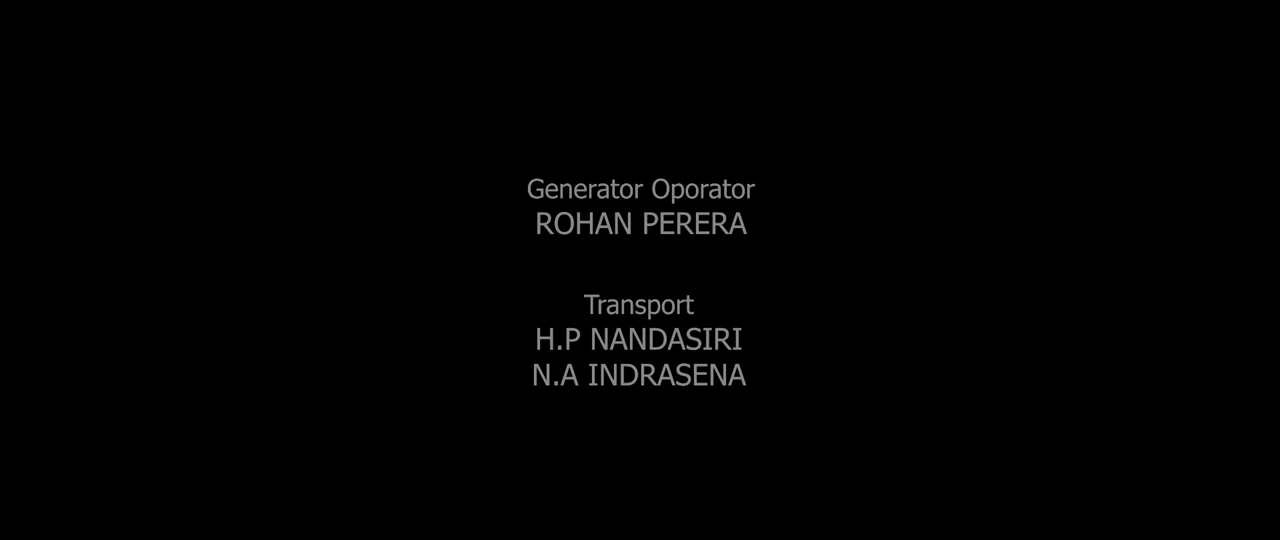 Generator Oporator
ROHAN PERERA
Transport
H.P NANDASIRI
N.A INDRASENA